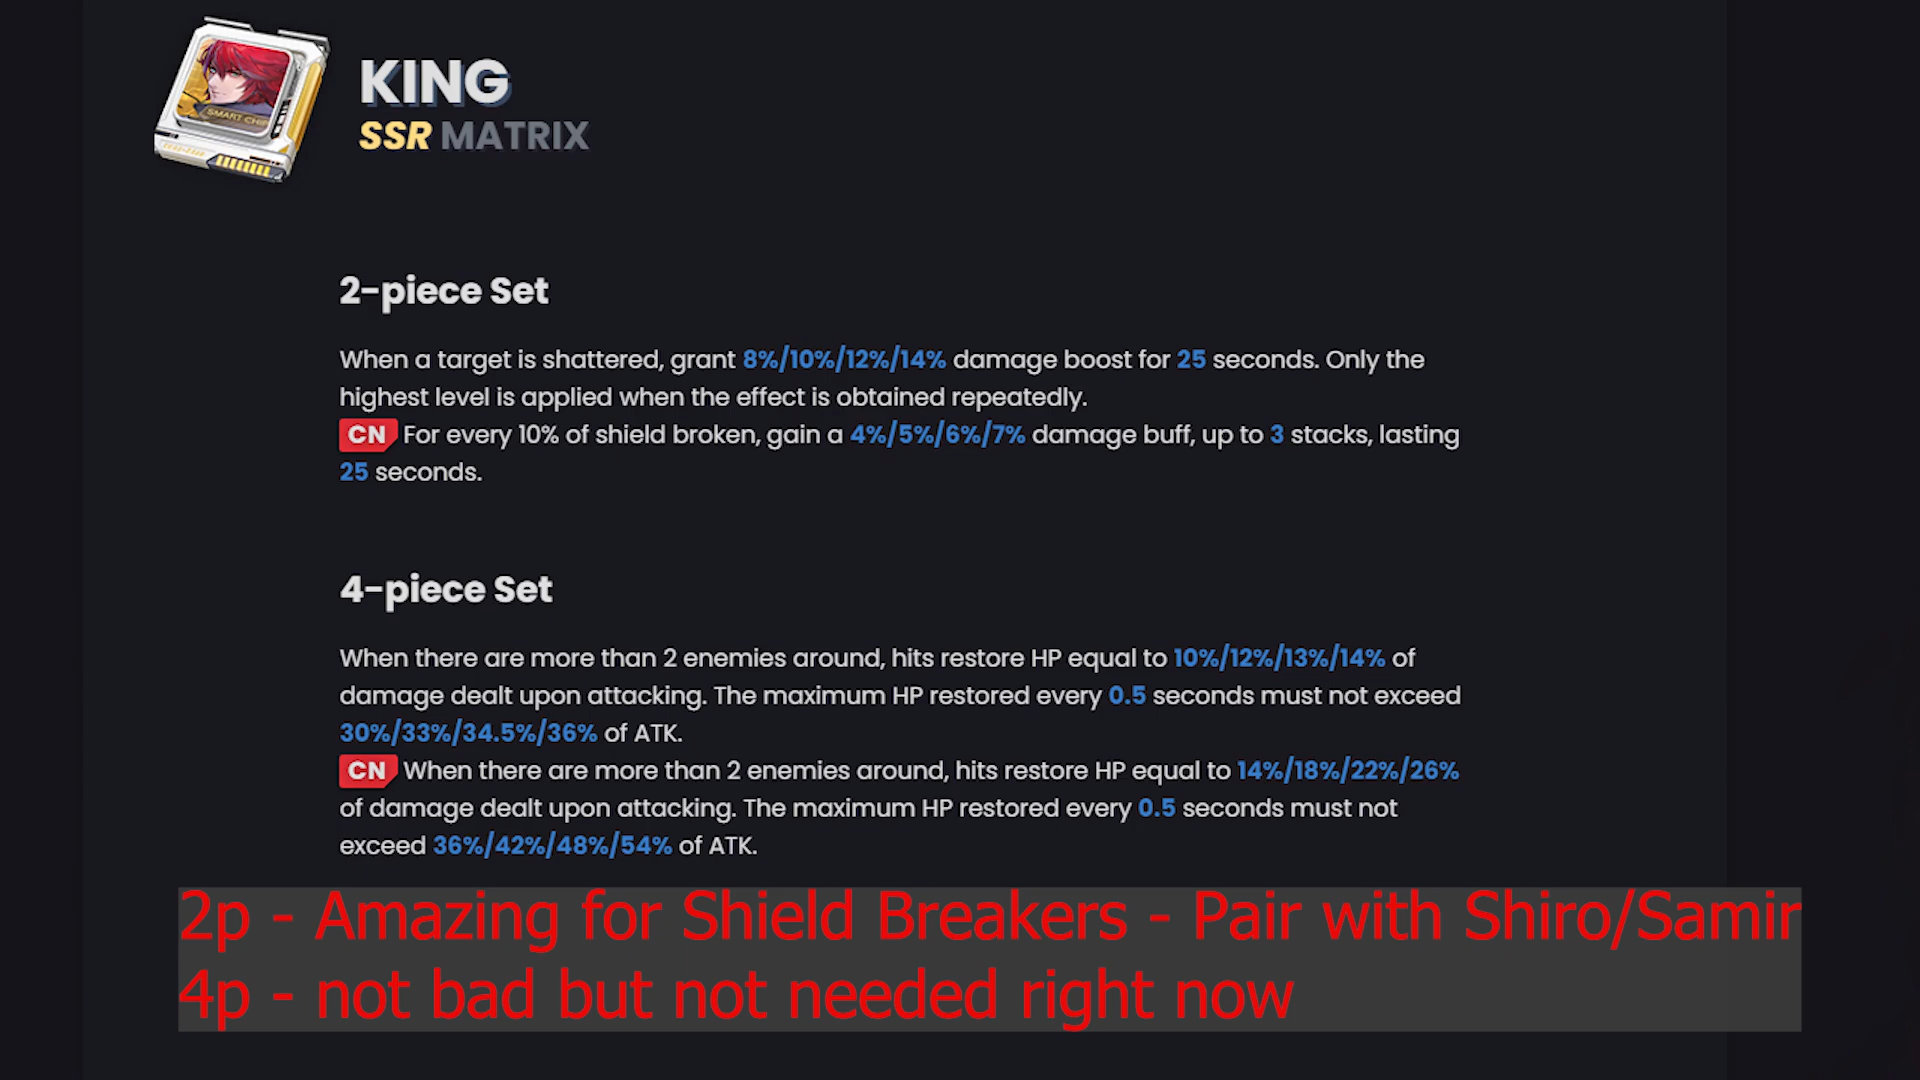 SMART CHIP
KING
SSR MATRIX
2-piece Set
When a target is shattered, grant 8%/10%/12%/14% damage boost for 25 seconds. Only the
highest level is applied when the effect is obtained repeatedly.
CN For every 10% of shield broken, gain a 4%/5%/6%/7% damage buff, up to 3 stacks, lasting
25 seconds.
4-piece Set
When there are more than 2 enemies around, hits restore HP equal to 10%/12%/13%/14% of
damage dealt upon attacking. The maximum HP restored every 0.5 seconds must not exceed
30%/33%/34.5%/36% of ATK.
CN When there are more than 2 enemies around, hits restore HP equal to 14%/18%/22%/26%
of damage dealt upon attacking. The maximum HP restored every 0.5 seconds must not
exceed 36%/42%/48%/54% of ATK.
2p - Amazing for Shield Breakers - Pair with Shiro/Samir
4p - not bad but not needed right now